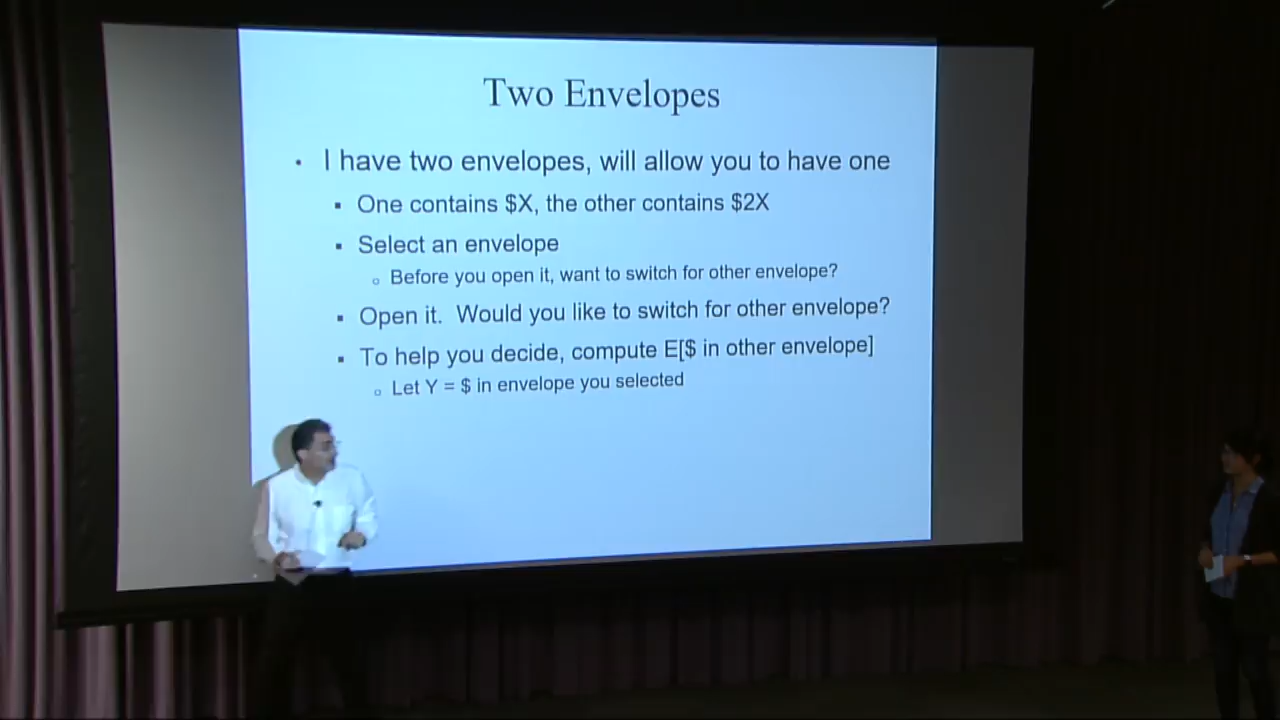 Two Envelopes
• I have two envelopes, will allow you to have one
▪ One contains $X, the other contains $2X
▪ Select an envelope
▫ Before you open it, want to switch for other envelope?
▪ Open it.  Would you like to switch for other envelope?
▪ To help you decide, compute E[$ in other envelope]
▫ Let Y = $ in envelope you selected